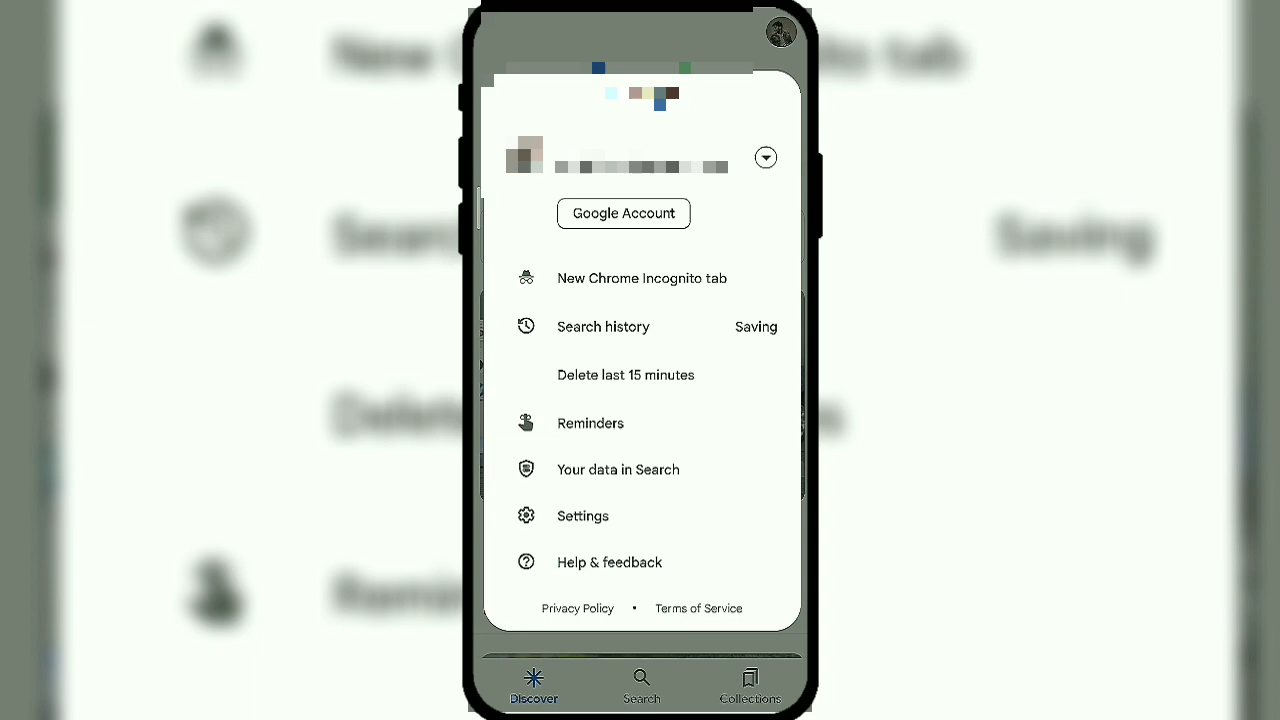 Google Account
New Chrome Incognito tab
Search history Saving
Delete last 15 minutes
Reminders
Your data in Search
Settings
Help & feedback
Privacy Policy • Terms of Service
Discover Search Collections